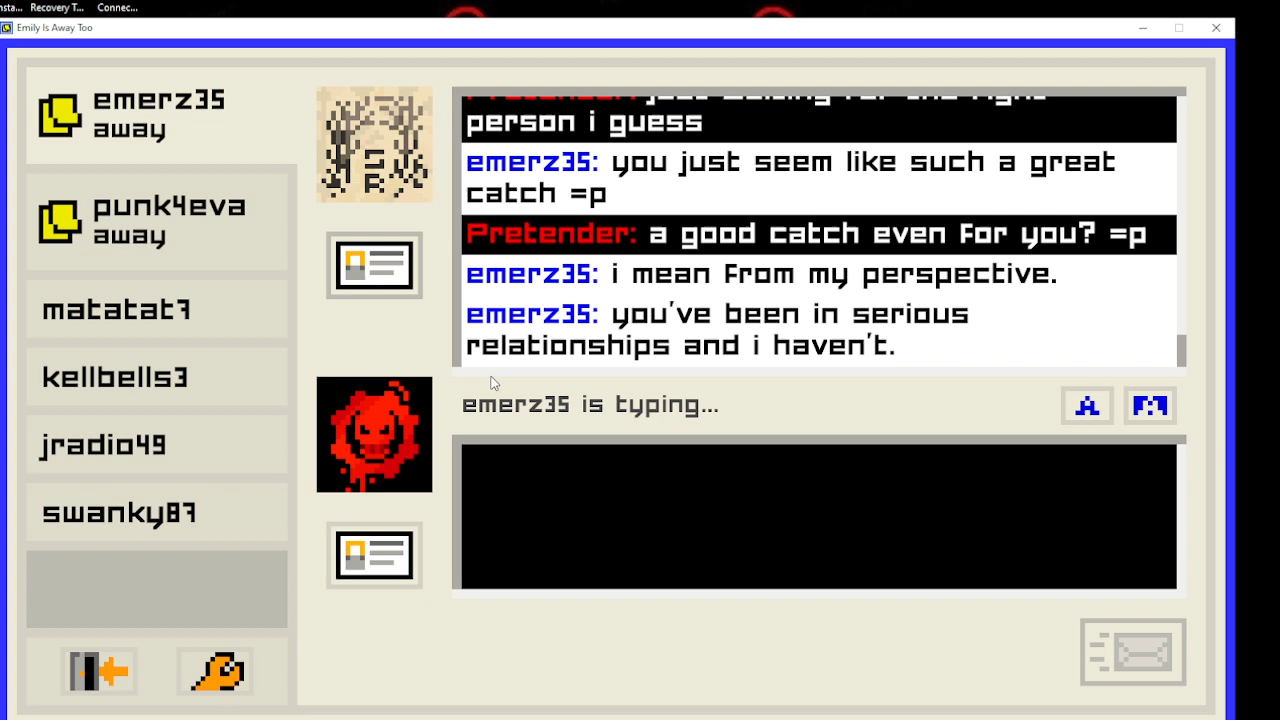 Recovery T... Connec...
Emily Is Away Too
emerz35
away
punk4eva
away
matatat7
kellbells3
jradio49
swanky87
person i guess
emerz35: you just seem like such a great
catch =p
Pretender: a good catch even for you? =p
emerz35: i mean from my perspective.
emerz35: you've been in serious
relationships and i haven't.
emerz35 is typing...
A
S
R